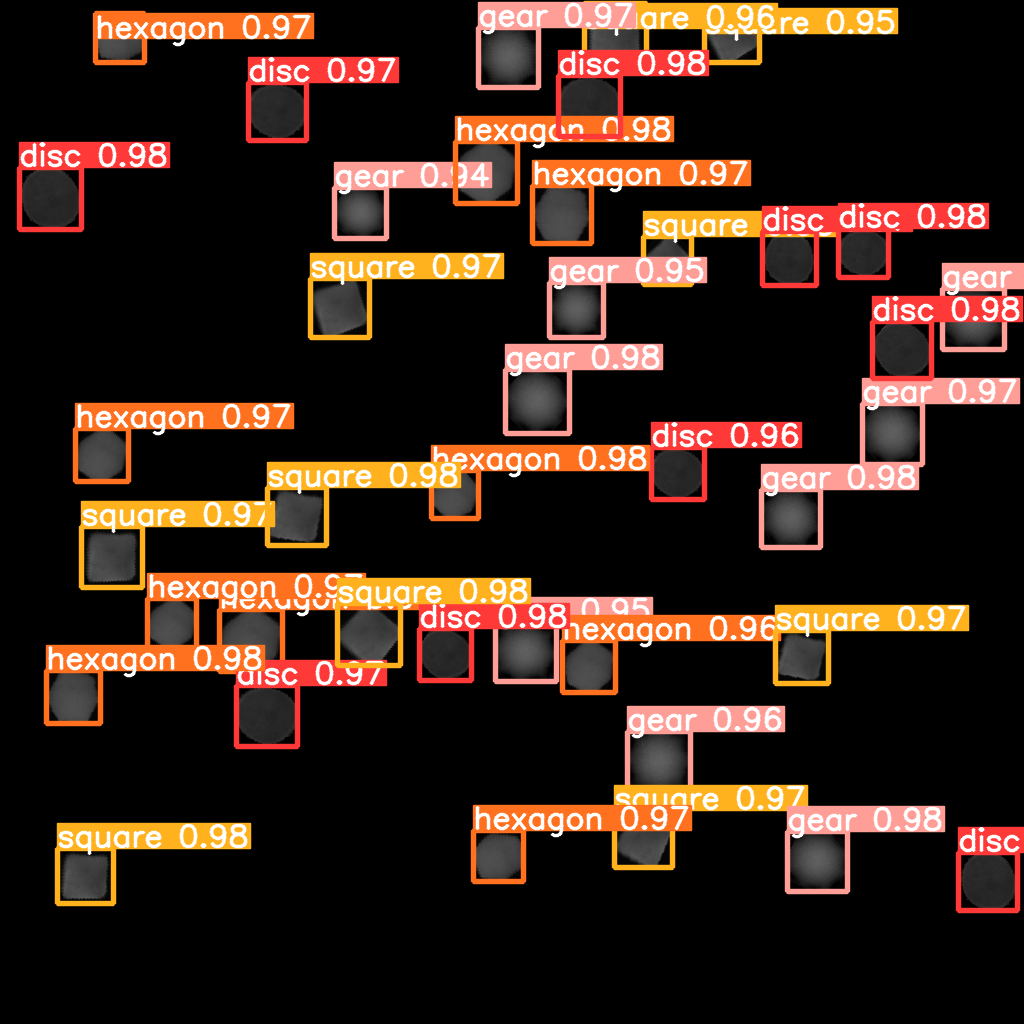 hexagon 0.97
gear 0.97
0.96
0.95
disc 0.97
disc 0.98
hexagon 0.98
disc 0.98
gear 0.94
hexagon 0.97
square
disc
disc 0.98
square 0.97
gear 0.95
gear
disc 0.98
gear 0.98
gear 0.97
hexagon 0.97
disc 0.96
hexagon 0.98
square 0.98
gear 0.98
square 0.97
hexagon 0.97
square 0.98
0.95
disc 0.98
hexagon 0.96
square 0.97
hexagon 0.98
disc 0.97
gear 0.96
square 0.97
hexagon 0.97
gear 0.98
square 0.98
disc